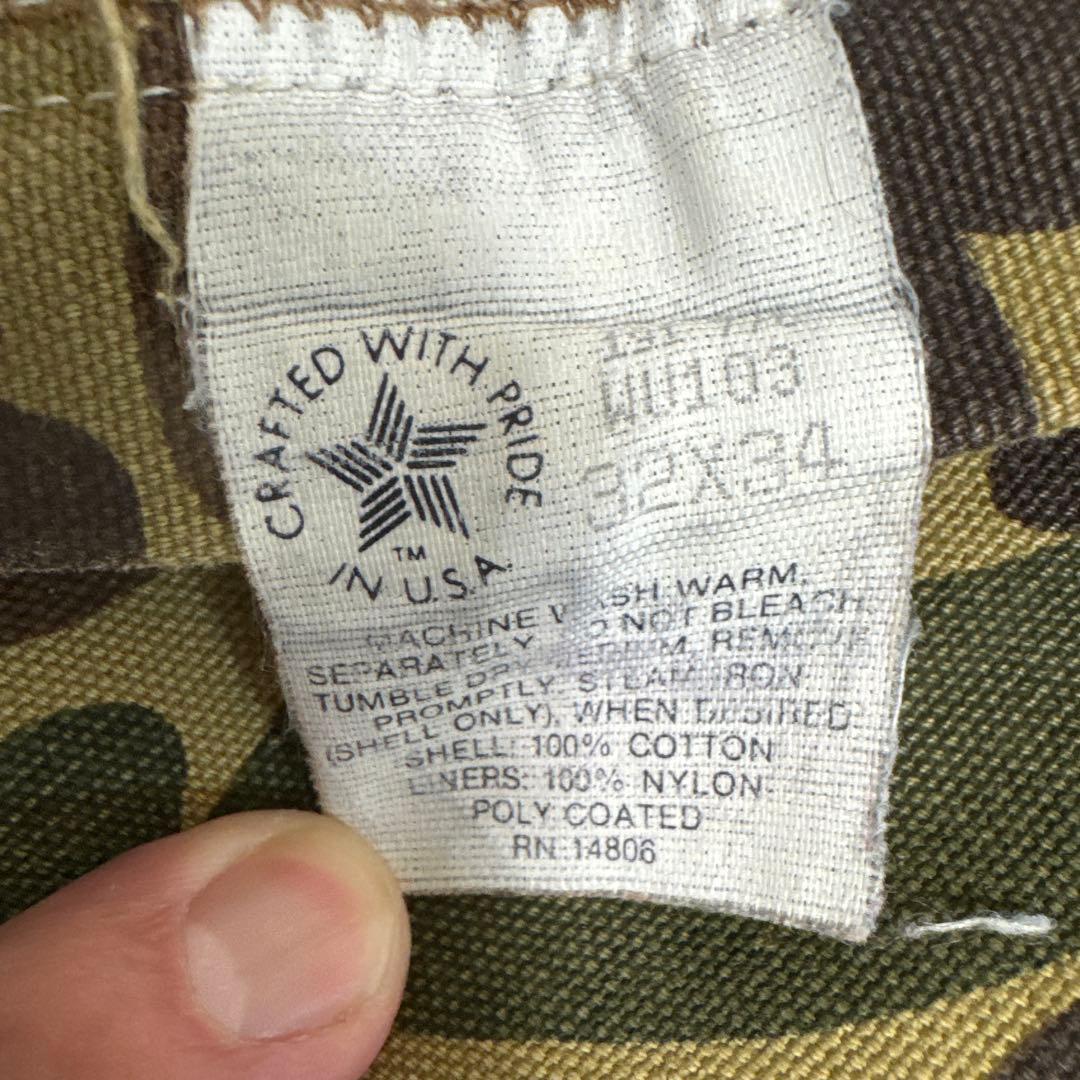 CRAFTED WITH PRIDE
IN U.S.A.
TM
32X34
MACHINE WASH WARM,
SEPARATELY. DO NOT BLEACH.
TUMBLE DRY MEDIUM, REMOVE
PROMPTLY. STEAM IRON
(SHELL ONLY), WHEN DESIRED.
SHELL: 100% COTTON
LINERS: 100% NYLON
POLY COATED
RN 14806